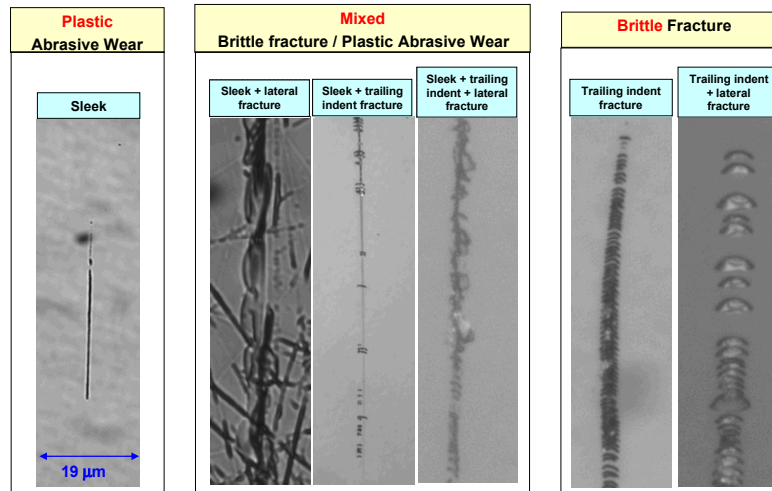 Plastic
Abrasive Wear
Sleek
19 µm
Mixed
Brittle fracture / Plastic Abrasive Wear
Sleek + lateral
fracture
Sleek + trailing
indent fracture
Sleek + trailing
indent + lateral
fracture
Brittle Fracture
Trailing indent
fracture
Trailing indent
+ lateral
fracture